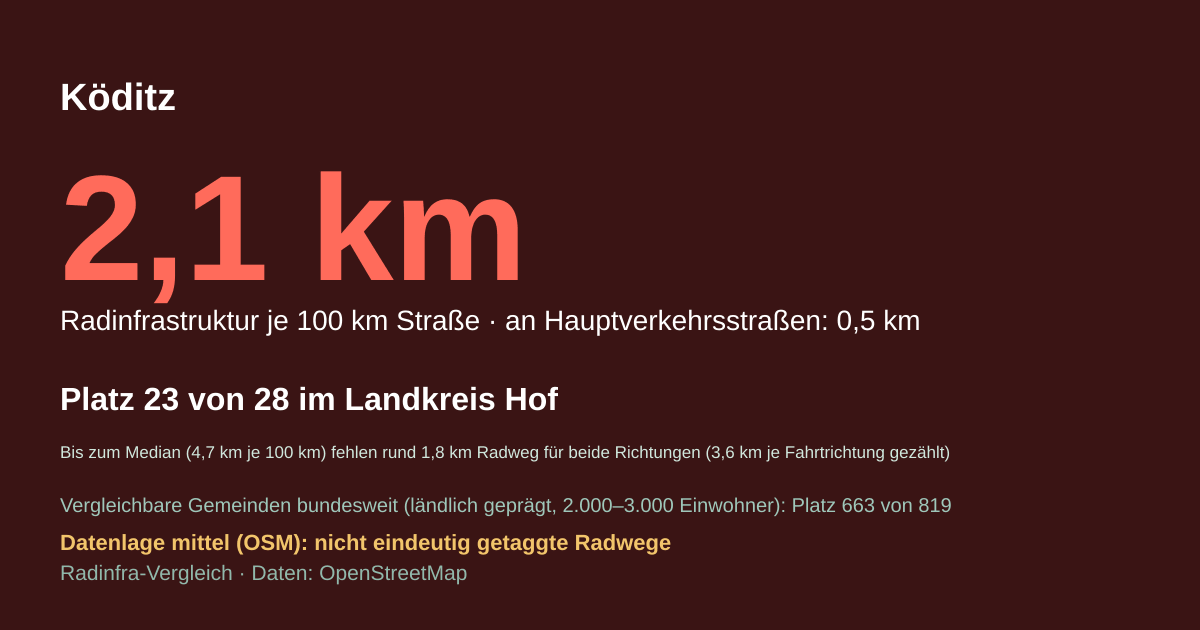 Köditz
2,1 km
Radinfrastruktur je 100 km Straße · an Hauptverkehrsstraßen: 0,5 km
Platz 23 von 28 im Landkreis Hof
Bis zum Median (4,7 km je 100 km) fehlen rund 1,8 km Radweg für beide Richtungen (3,6 km je Fahrtrichtung gezählt)
Vergleichbare Gemeinden bundesweit (ländlich geprägt, 2.000–3.000 Einwohner): Platz 663 von 819
Datenlage mittel (OSM): nicht eindeutig getaggte Radwege
Radinfra-Vergleich · Daten: OpenStreetMap